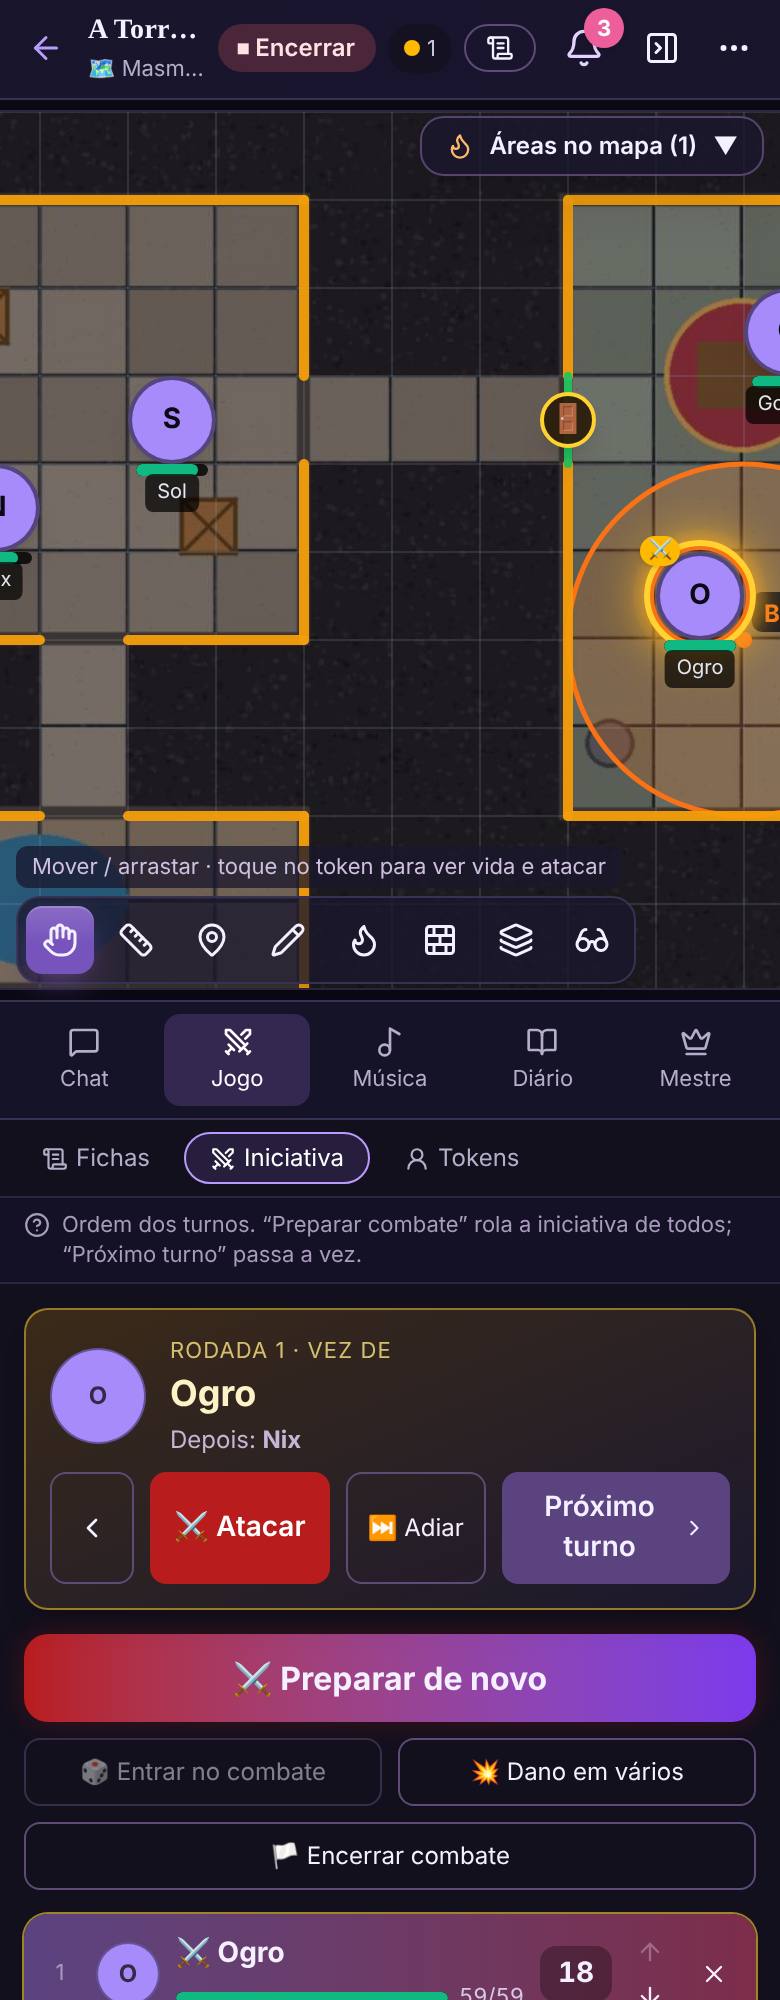 A Torr...
Masm...
Encerrar
1
3
Áreas no mapa (1)
S
Sol
x
Go
O
B
Ogro
Mover / arrastar · toque no token para ver vida e atacar
Chat
Jogo
Música
Diário
Mestre
Fichas
Iniciativa
Tokens
Ordem dos turnos. “Preparar combate” rola a iniciativa de todos;
“Próximo turno” passa a vez.
RODADA 1 · VEZ DE
O
Ogro
Depois: Nix
Atacar
Adiar
Próximo
turno
Preparar de novo
Entrar no combate
Dano em vários
Encerrar combate
1
O
Ogro
59/59
18